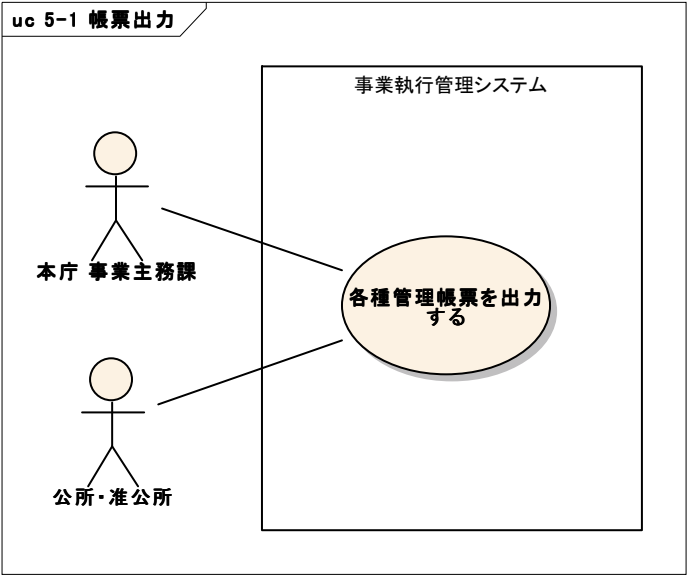 uc 5-1 帳票出力
事業執行管理システム
本庁 事業主務課
各種管理帳票を出力
する
公所・准公所